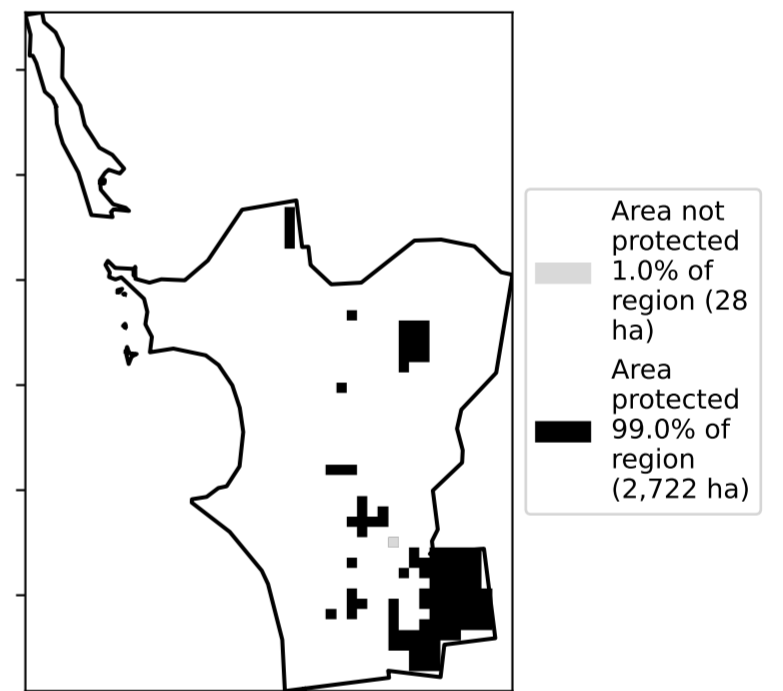 Area not
protected
1.0% of
region (28
ha)
Area
protected
99.0% of
region
(2,722 ha)